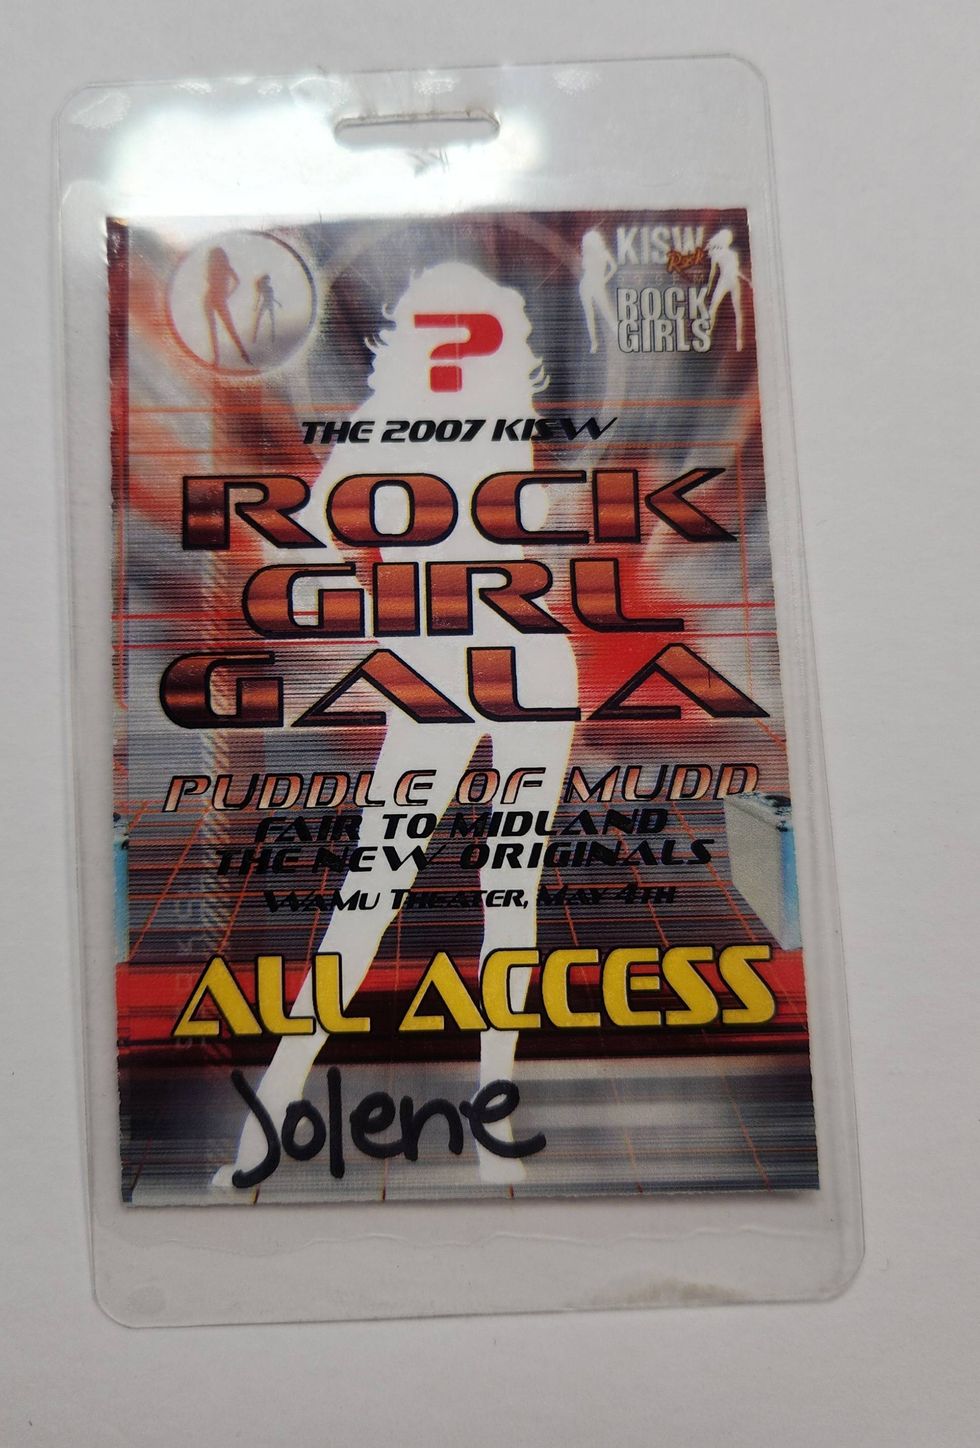 KISW
Rock
ROCK
GIRLS
?
THE 2007 KISW
ROCK
GIRL
GALA
PUDDLE OF MUDD
FAIR TO MIDLAND
THE NEW ORIGINALS
WAMU THEATER, MAY 4TH
ALL ACCESS
Jolene